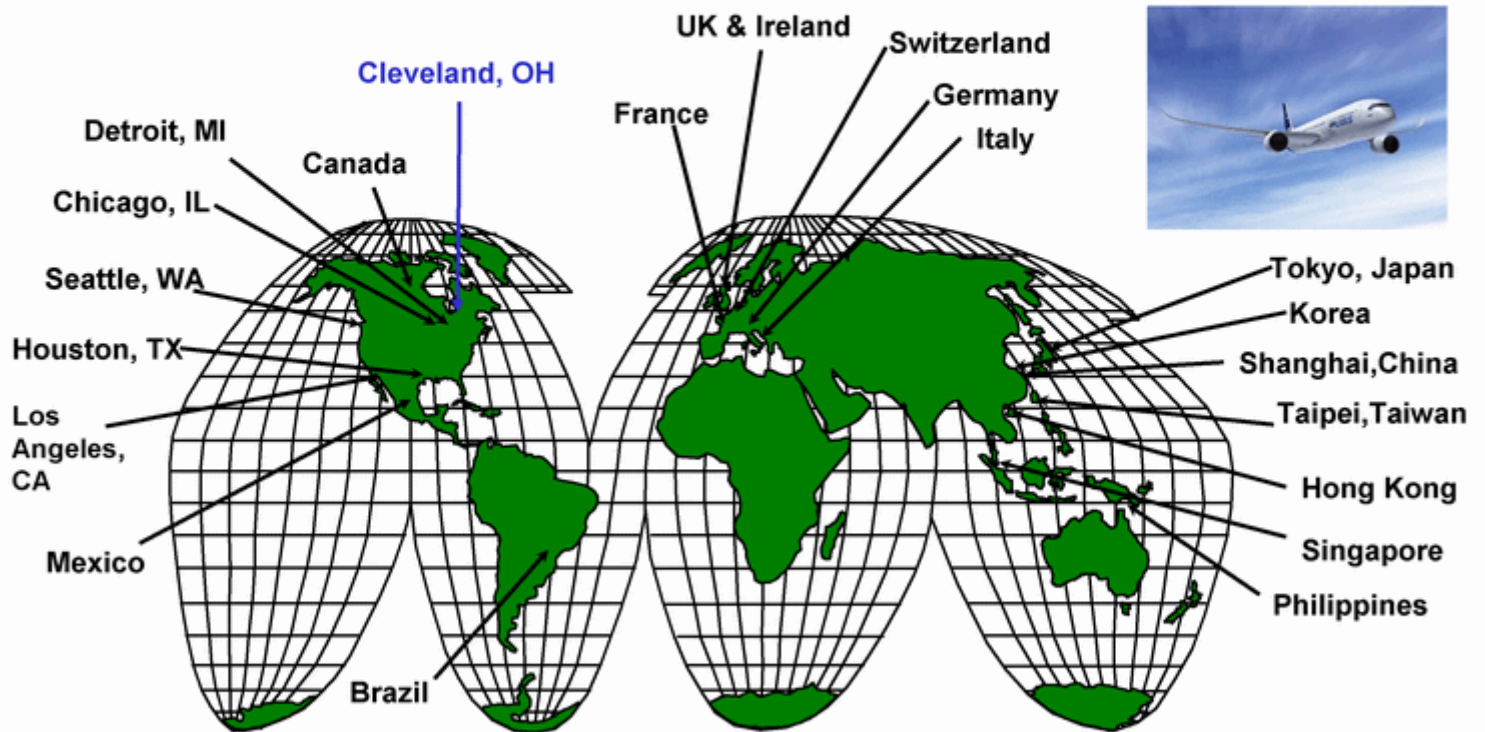 UK & Ireland
Switzerland
Cleveland, OH
Germany
France
Detroit, MI
Italy
Canada
Chicago, IL
Seattle, WA
Tokyo, Japan
Korea
Houston, TX
Shanghai,China
Los
Angeles,
CA
Taipei,Taiwan
Hong Kong
Mexico
Singapore
Philippines
Brazil